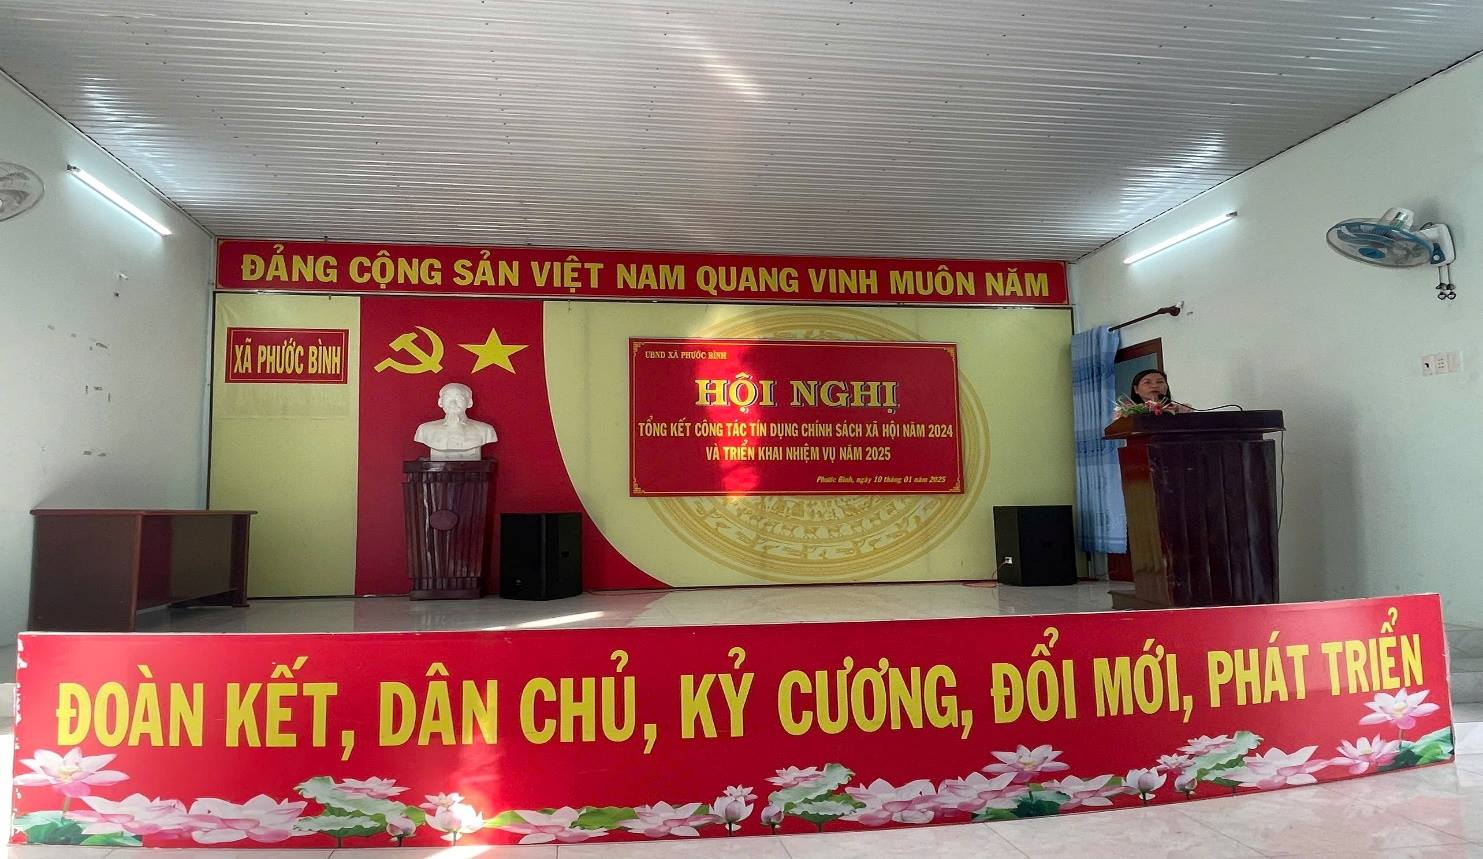 ĐẢNG CỘNG SẢN VIỆT NAM QUANG VINH MUÔN NĂM
XÃ PHƯỚC BÌNH
UBND XÃ PHƯỚC BÌNH
HỘI NGHỊ
TỔNG KẾT CÔNG TÁC TÍN DỤNG CHÍNH SÁCH XÃ HỘI NĂM 2024
VÀ TRIỂN KHAI NHIỆM VỤ NĂM 2025
Phước Bình, ngày 10 tháng 01 năm 2025
ĐOÀN KẾT, DÂN CHỦ, KỶ CƯƠNG, ĐỔI MỚI, PHÁT TRIỂN